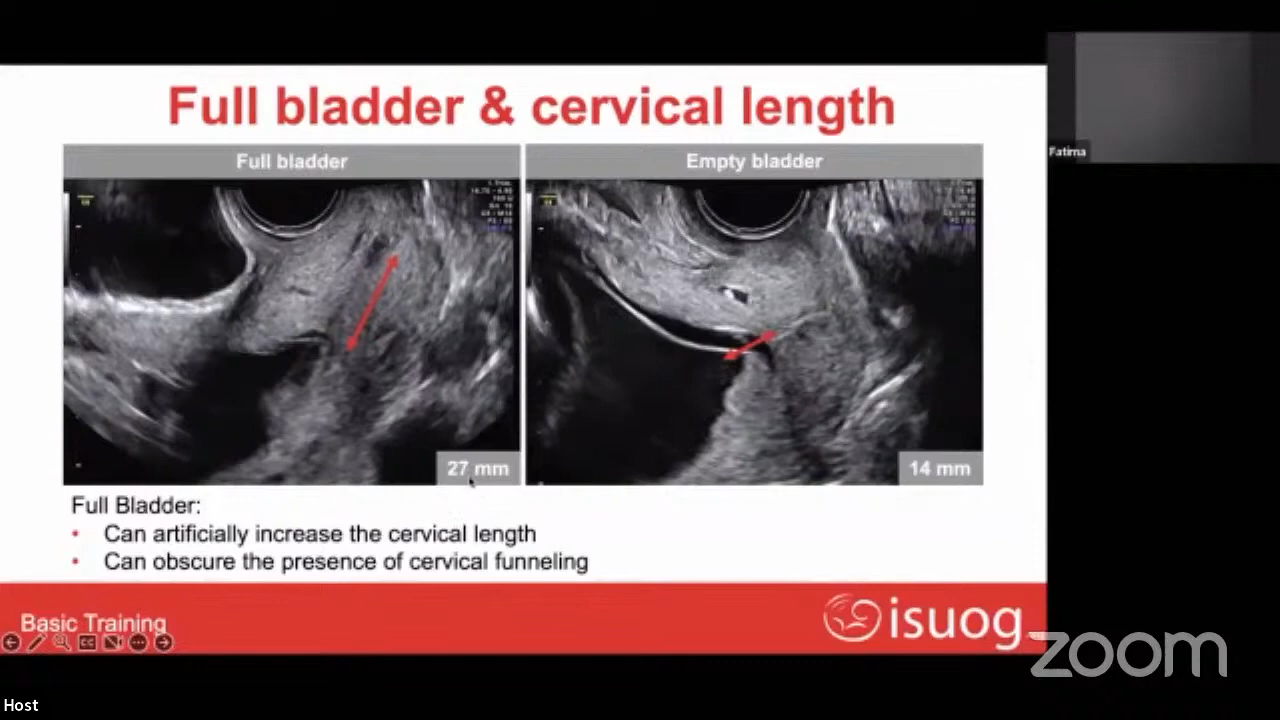 Full bladder & cervical length
Full bladder
Empty bladder
27 mm
14 mm
Full Bladder:
• Can artificially increase the cervical length
• Can obscure the presence of cervical funneling
Basic Training
isuog
Fatima
zoom
Host